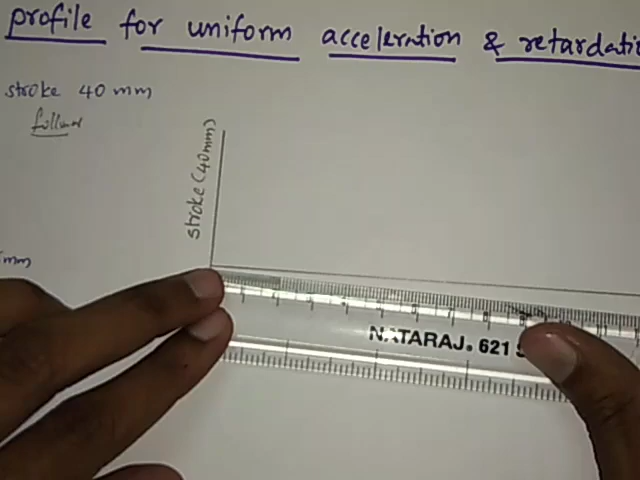 profile for uniform acceleration & retardati
stroke 40 mm
follower
stroke (40mm)
mm
NATARAJ. 621